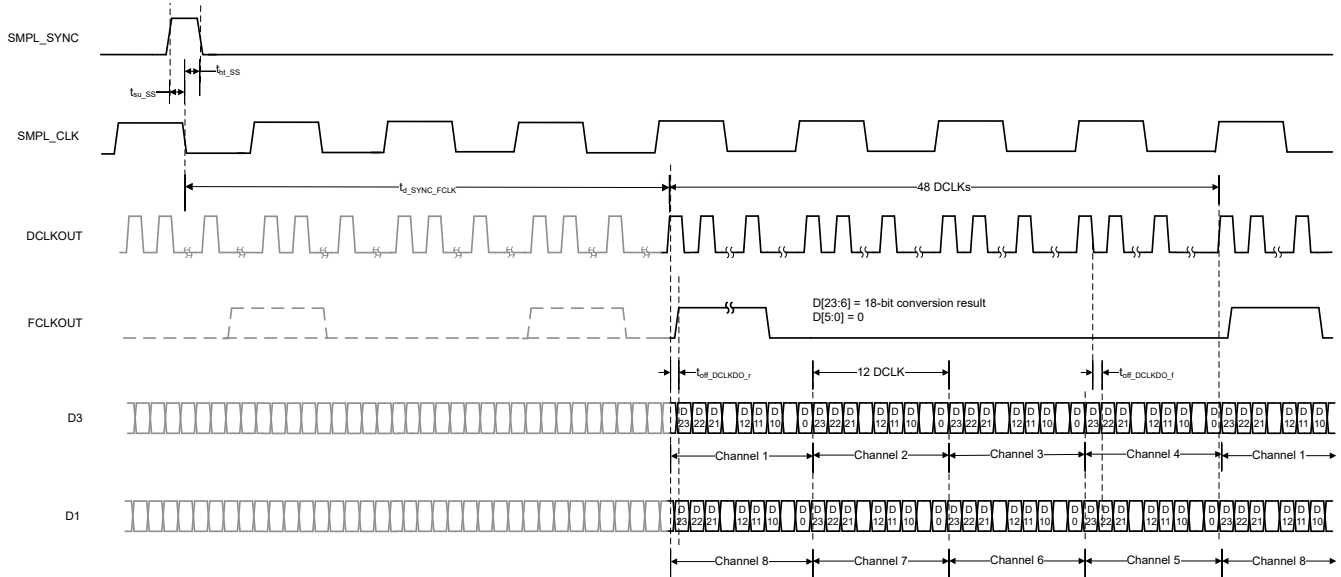 SMPL_SYNC
tht_SS
tsu_SS
SMPL_CLK
td_SYNC_FCLK
48 DCLKs
DCLKOUT
FCLKOUT
D[23:6] = 18-bit conversion result
D[5:0] = 0
toff_DCLKDO_r
12 DCLK
toff_DCLKDO_f
D3
D 23 D 22 D 21 D 12 D 11 D 10 D 0 D 23 D 22 D 21 D 12 D 11 D 10 D 0 D 23 D 22 D 21 D 12 D 11 D 10 D 0 D 23 D 22 D 21 D 12 D 11 D 10 D 0 D 23 D 22 D 21 D 12 D 11 D 10
Channel 1 Channel 2 Channel 3 Channel 4 Channel 1
D1
D 23 D 22 D 21 D 12 D 11 D 10 D 0 D 23 D 22 D 21 D 12 D 11 D 10 D 0 D 23 D 22 D 21 D 12 D 11 D 10 D 0 D 23 D 22 D 21 D 12 D 11 D 10 D 0 D 23 D 22 D 21 D 12 D 11 D 10
Channel 8 Channel 7 Channel 6 Channel 5 Channel 8